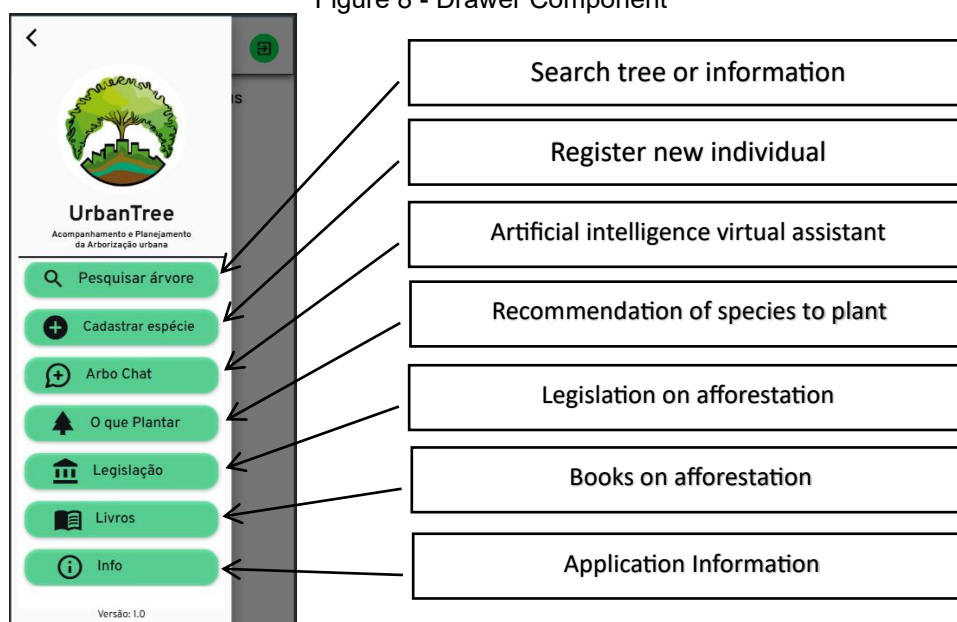 Figure 8 - Drawer Component
Search tree or information
us
Register new individual
UrbanTree
Acompanhamento e Planejamento
da Arborização urbana
Artificial intelligence virtual assistant
Pesquisar árvore
Recommendation of species to plant
Cadastrar espécie
Arbo Chat
Legislation on afforestation
O que Plantar
Legislação
Books on afforestation
Livros
Info
Application Information
Versão: 1.0